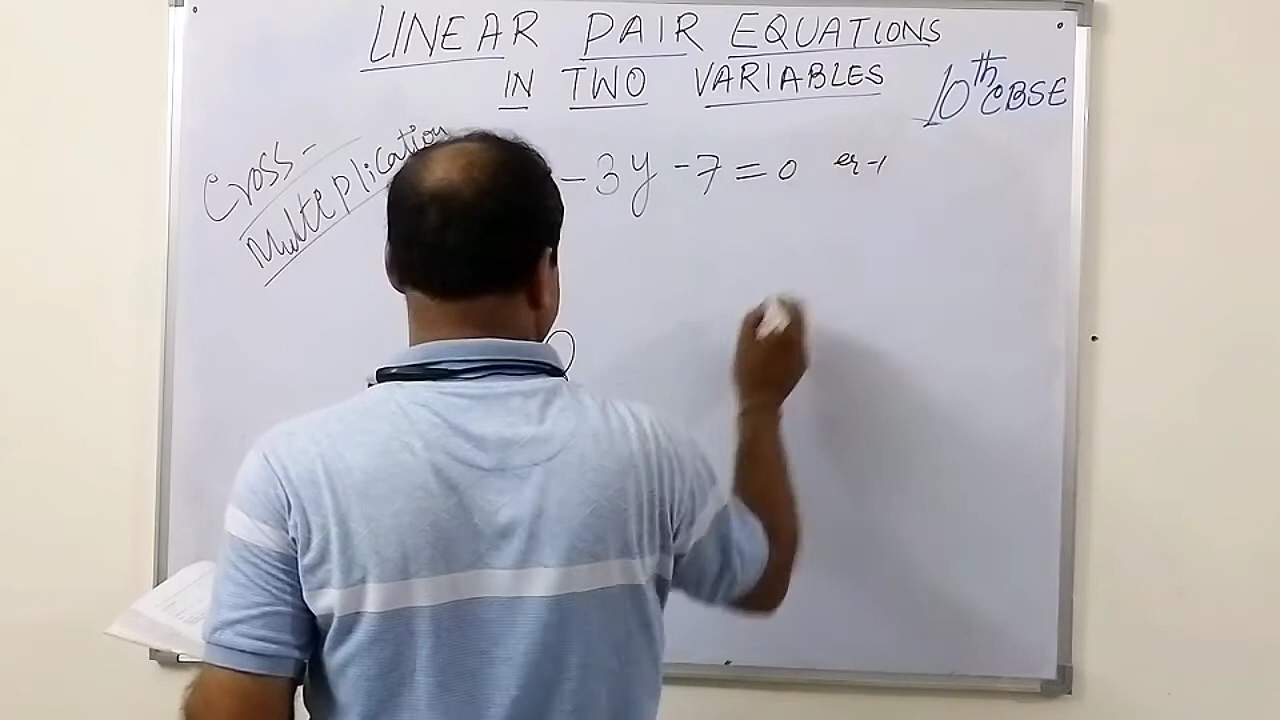 LINEAR PAIR EQUATIONS
IN TWO VARIABLES
10th CBSE
Cross-
Multiplication
- 3y - 7 = 0